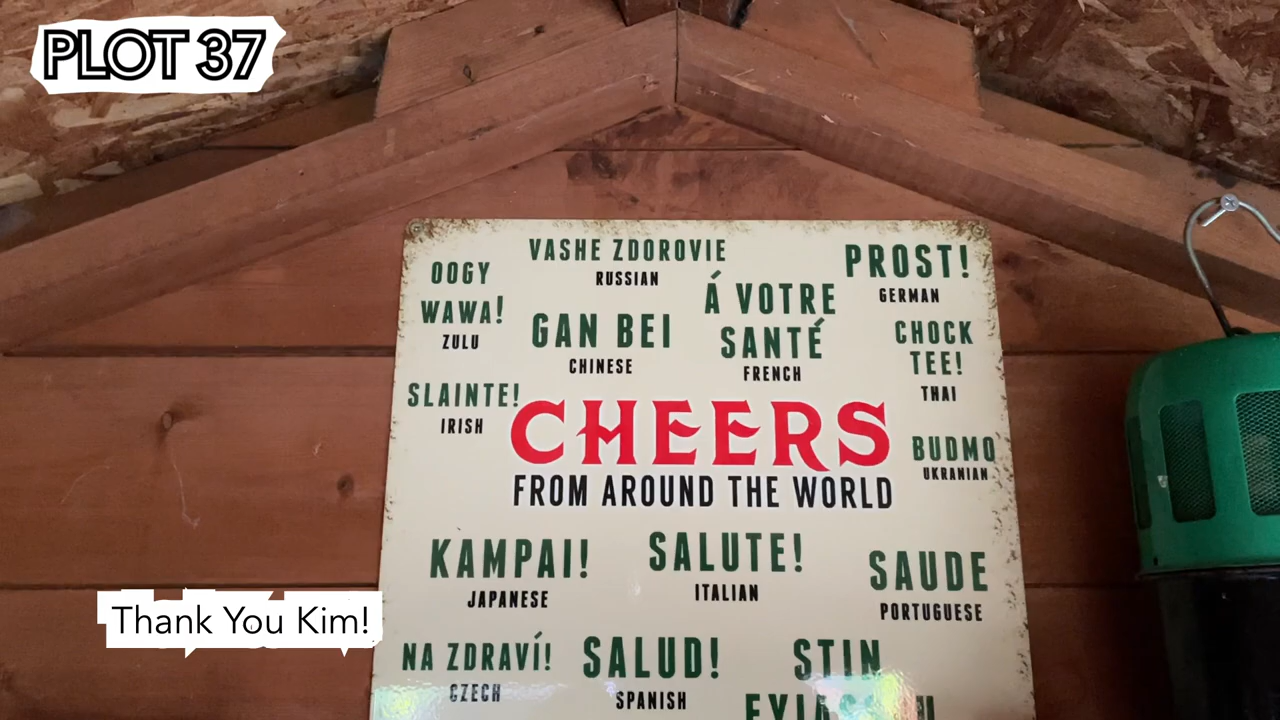 PLOT 37
VASHE ZDOROVIE
RUSSIAN
PROST!
GERMAN
OOGY
WAWA!
ZULU
Á VOTRE
SANTÉ
FRENCH
GAN BEI
CHINESE
CHOCK
TEE!
THAI
SLAINTE!
IRISH
CHEERS
FROM AROUND THE WORLD
BUDMO
UKRANIAN
KAMPAI!
JAPANESE
SALUTE!
ITALIAN
SAUDE
PORTUGUESE
Thank You Kim!
NA ZDRAVÍ!
CZECH
SALUD!
SPANISH
STIN